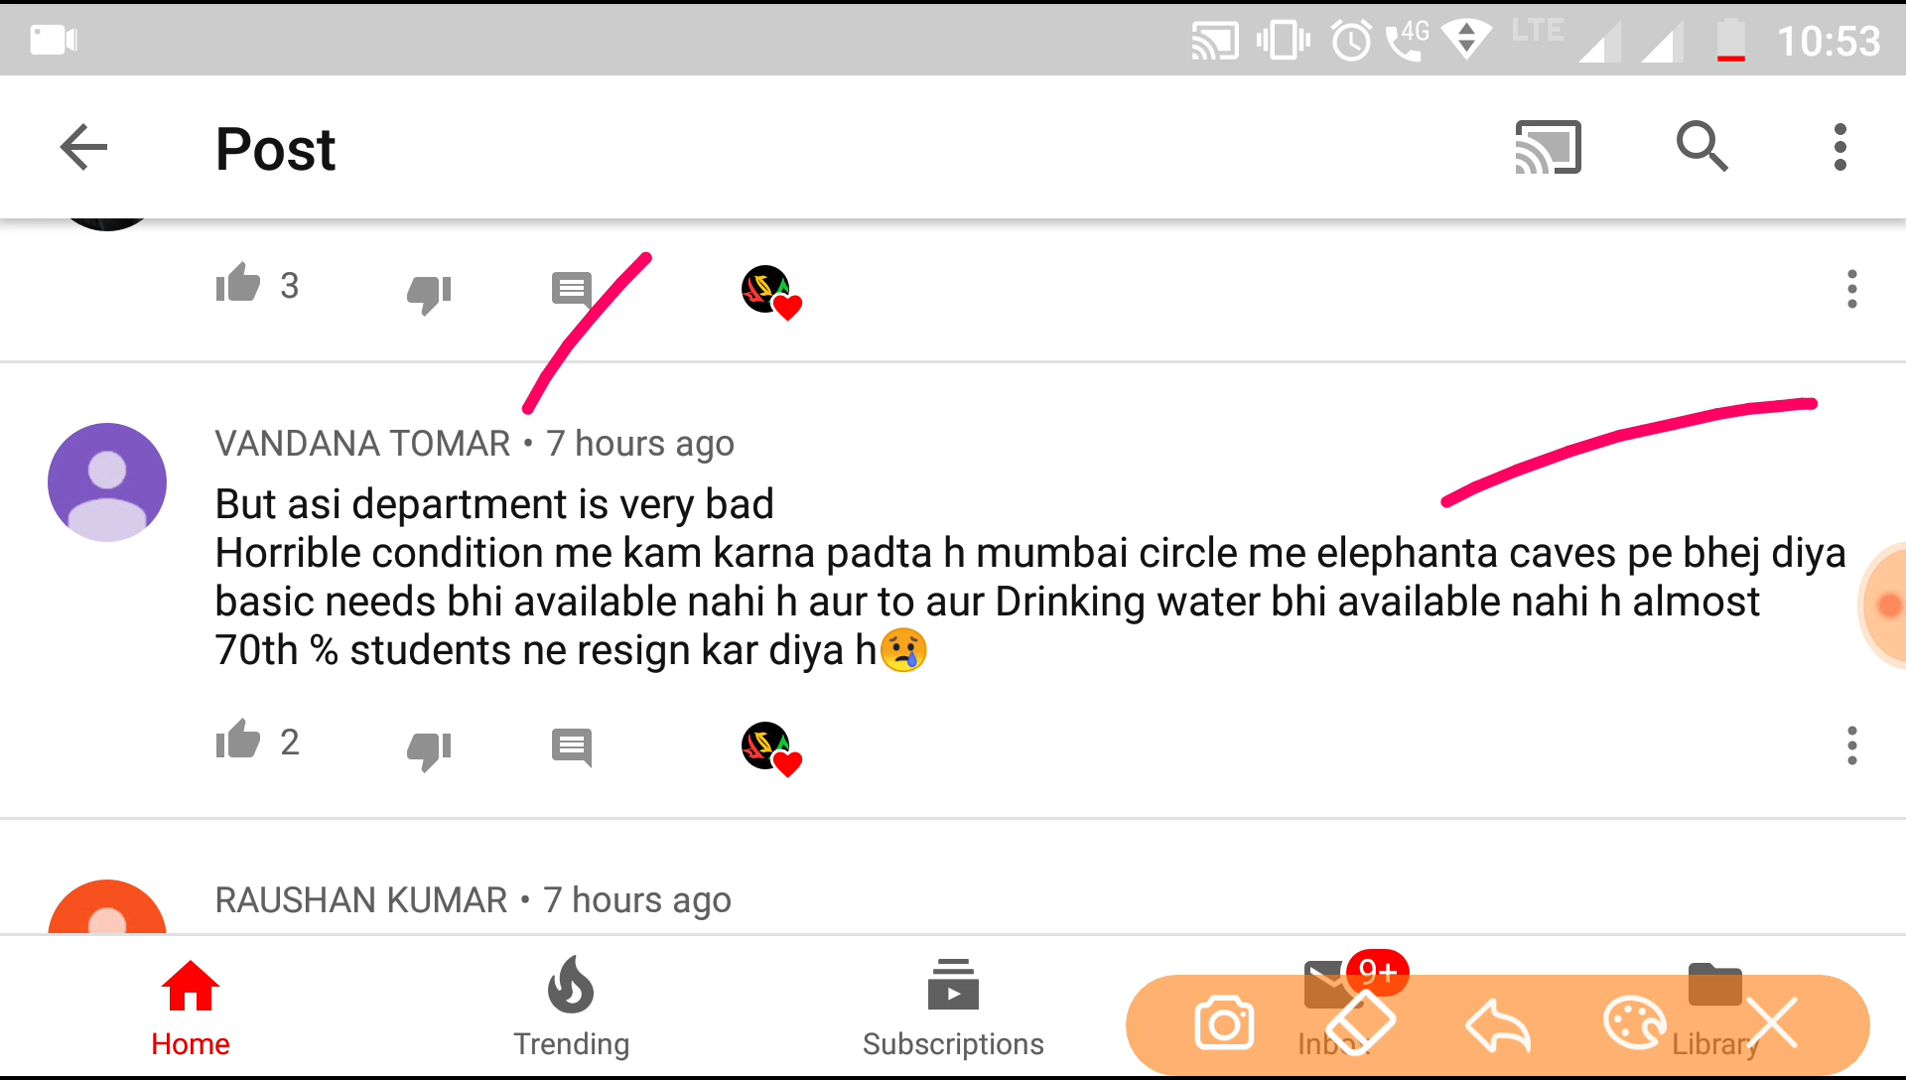 LTE 10:53
4G
Post
3
VANDANA TOMAR • 7 hours ago
But asi department is very bad
Horrible condition me kam karna padta h mumbai circle me elephanta caves pe bhej diya
basic needs bhi available nahi h aur to aur Drinking water bhi available nahi h almost
70th % students ne resign kar diya h😢
2
RAUSHAN KUMAR • 7 hours ago
9+
Home Trending Subscriptions Inbox Library